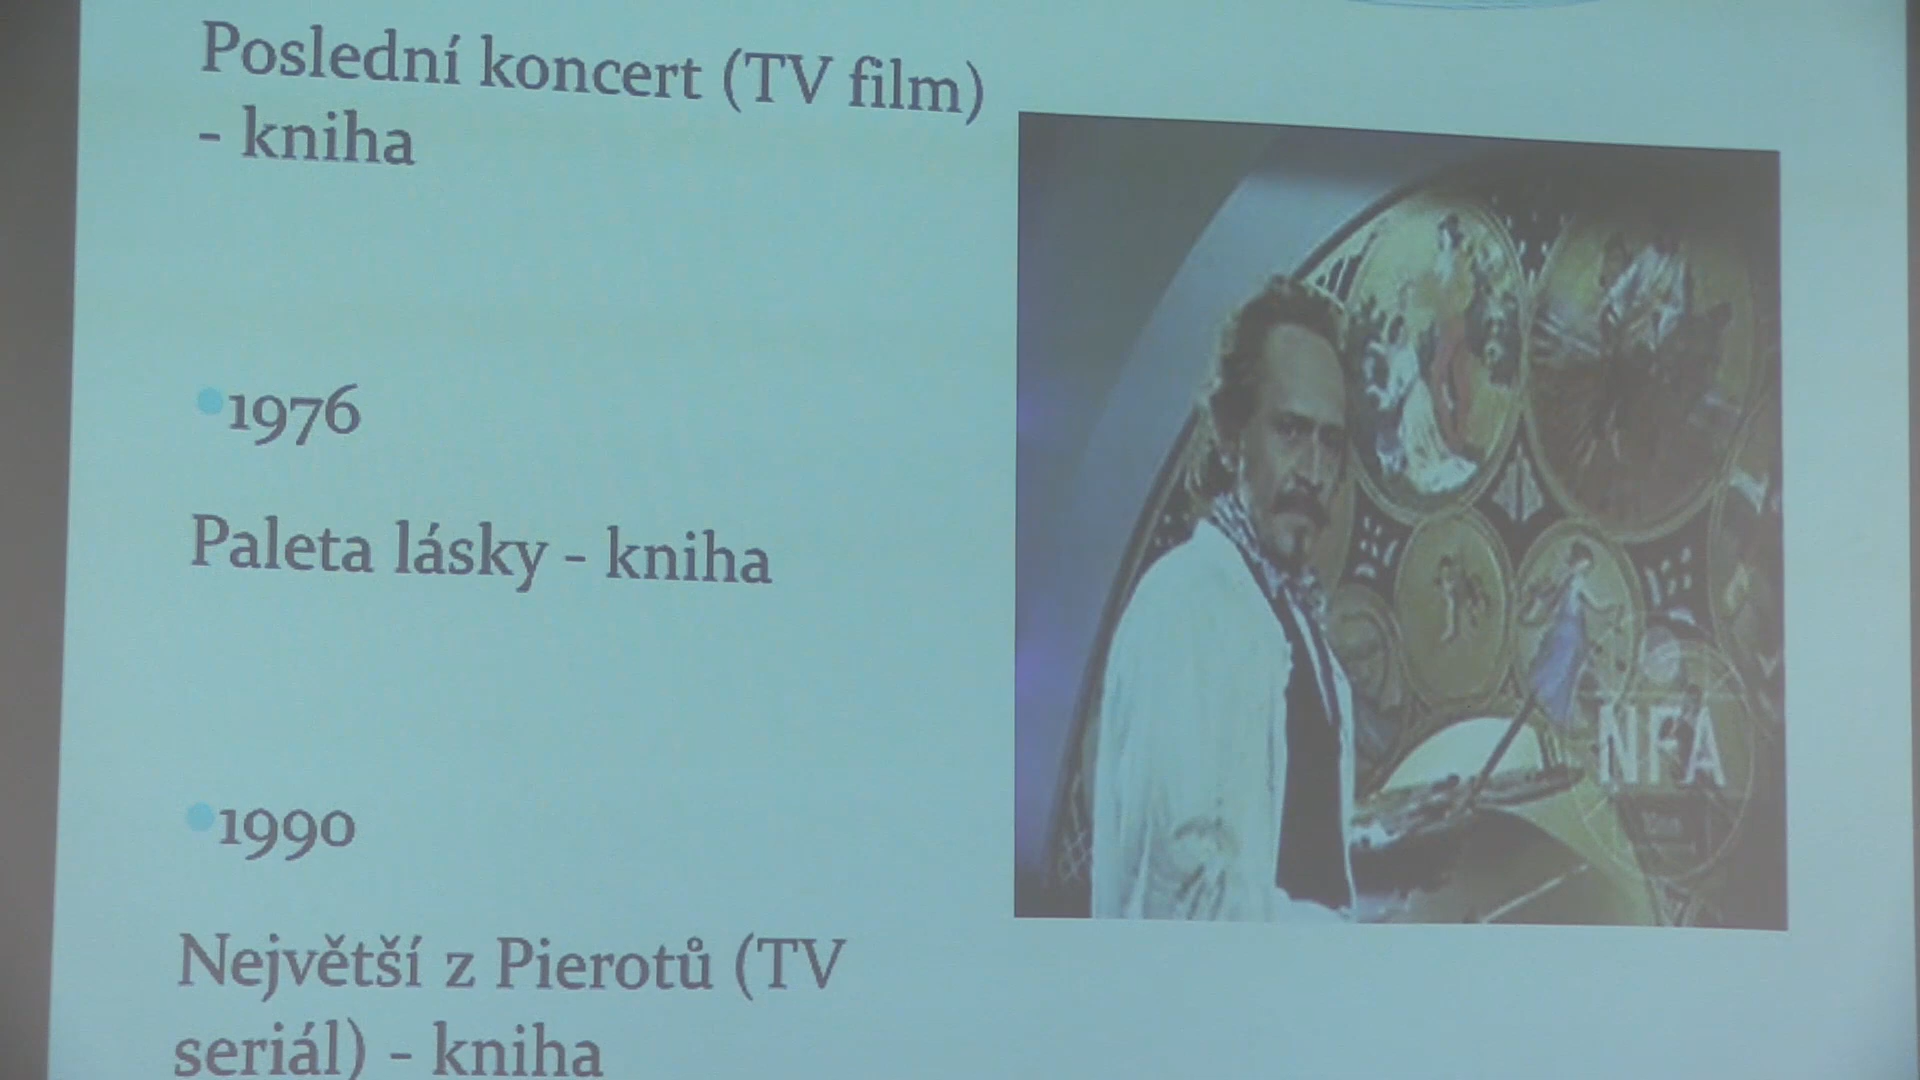 Poslední koncert (TV film)
- kniha
1976
Paleta lásky - kniha
1990
Největší z Pierotů (TV
seriál) - kniha
NFA